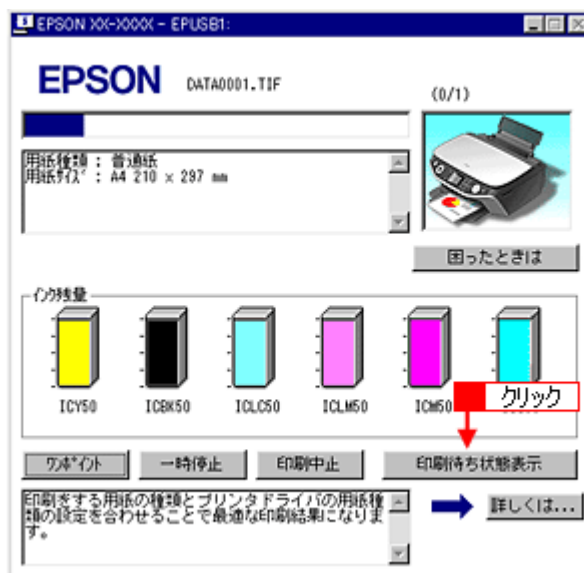 EPSON XX-XXXX - EPUSB1:
EPSON DATA0001.TIF
(0/1)
用紙種類 : 普通紙
用紙ｻｲｽﾞ : A4 210 x 297 mm
困ったときは
ｲﾝｸ残量
ICY50 ICBK50 ICLC50 ICLM50 ICM50
クリック
ﾜﾝﾎﾟｲﾝﾄ 一時停止 印刷中止 印刷待ち状態表示
印刷をする用紙の種類とプリンタドライバの用紙種
類の設定を合わせることで最適な印刷結果になりま
す。
詳しくは...